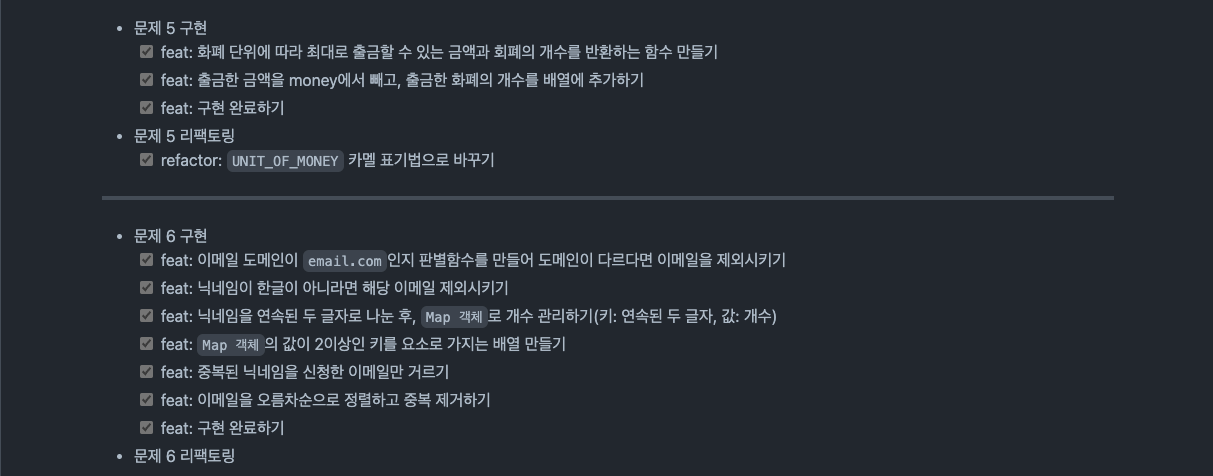 문제 5 구현
feat: 화폐 단위에 따라 최대로 출금할 수 있는 금액과 회폐의 개수를 반환하는 함수 만들기
feat: 출금한 금액을 money에서 빼고, 출금한 화폐의 개수를 배열에 추가하기
feat: 구현 완료하기
문제 5 리팩토링
refactor: UNIT_OF_MONEY 카멜 표기법으로 바꾸기
문제 6 구현
feat: 이메일 도메인이 email.com인지 판별함수를 만들어 도메인이 다르다면 이메일을 제외시키기
feat: 닉네임이 한글이 아니라면 해당 이메일 제외시키기
feat: 닉네임을 연속된 두 글자로 나눈 후, Map 객체로 개수 관리하기(키: 연속된 두 글자, 값: 개수)
feat: Map 객체의 값이 2이상인 키를 요소로 가지는 배열 만들기
feat: 중복된 닉네임을 신청한 이메일만 거르기
feat: 이메일을 오름차순으로 정렬하고 중복 제거하기
feat: 구현 완료하기
문제 6 리팩토링